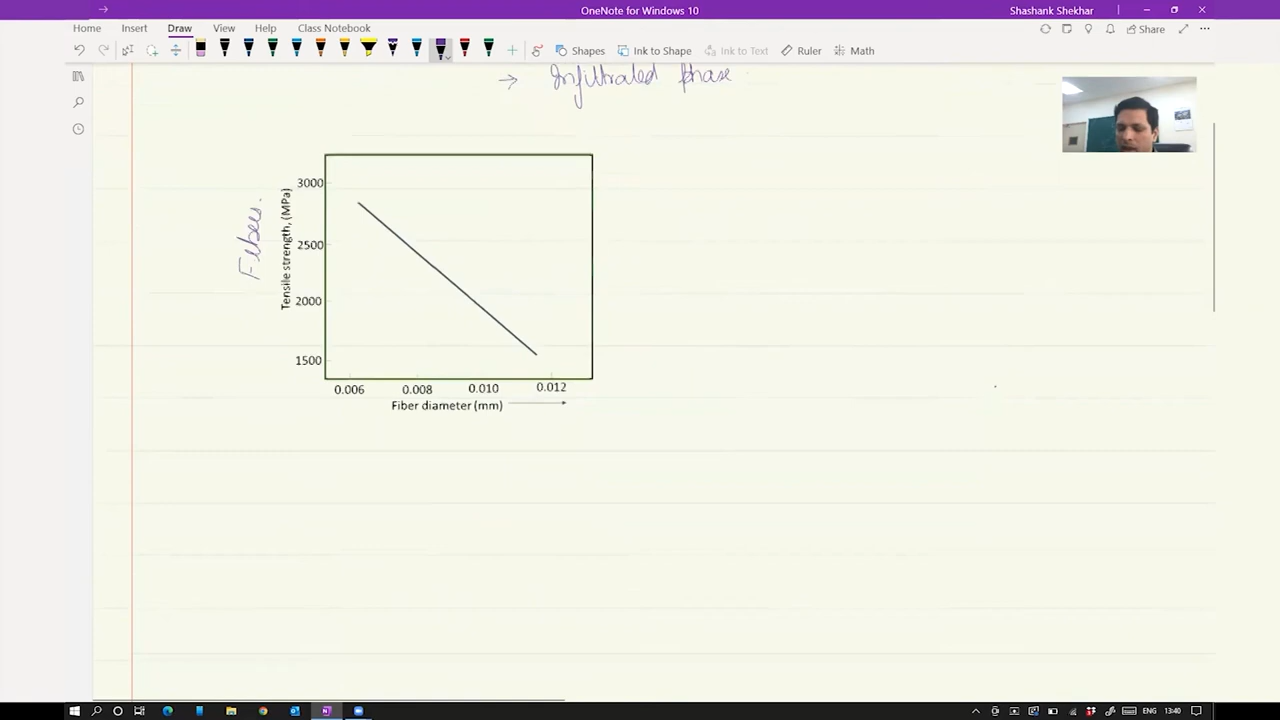 OneNote for Windows 10
Shashank Shekhar
Home Insert Draw View Help Class Notebook
Share
Shapes Ink to Shape Ink to Text Ruler Math
→ Infiltrated phase
Fibers.
Tensile strength, (MPa)
3000
2500
2000
1500
0.006 0.008 0.010 0.012
Fiber diameter (mm)
ENG 13:40